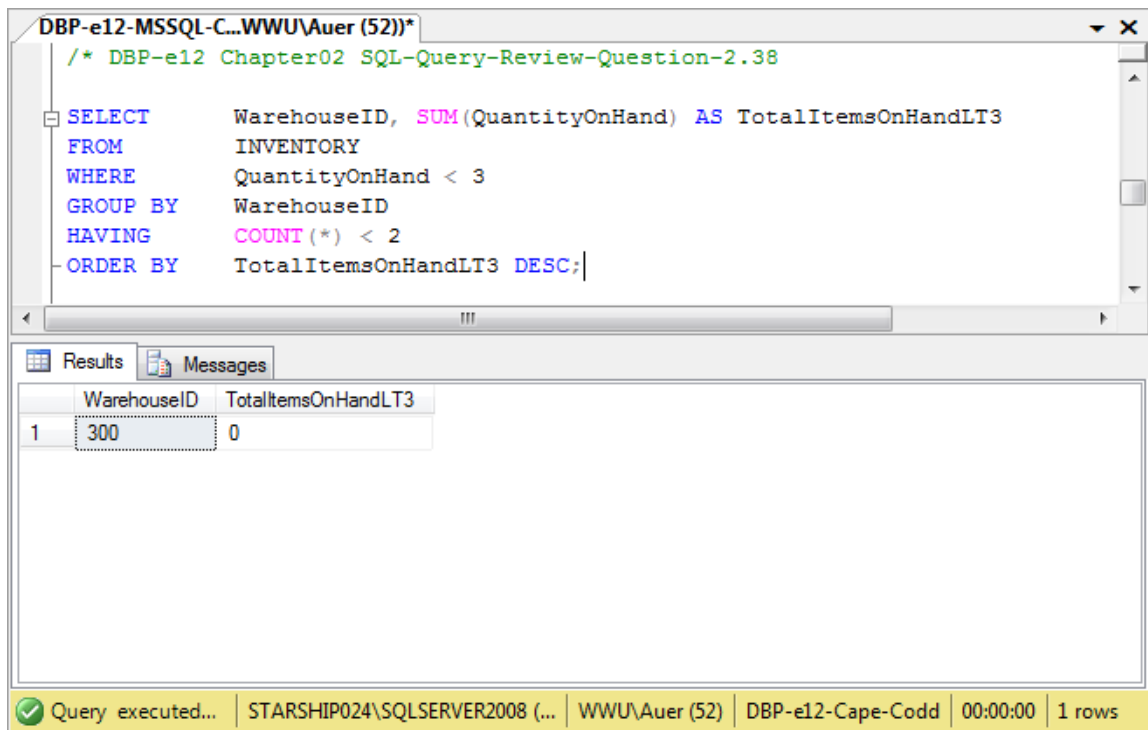 DBP-e12-MSSQL-C...WWU\Auer (52))*
/* DBP-e12 Chapter02 SQL-Query-Review-Question-2.38
SELECT WarehouseID, SUM(QuantityOnHand) AS TotalItemsOnHandLT3
FROM INVENTORY
WHERE QuantityOnHand < 3
GROUP BY WarehouseID
HAVING COUNT(*) < 2
ORDER BY TotalItemsOnHandLT3 DESC;
Results Messages
WarehouseID TotalItemsOnHandLT3
1 300 0
Query executed... STARSHIP024\SQLSERVER2008 (... WWU\Auer (52) DBP-e12-Cape-Codd 00:00:00 1 rows